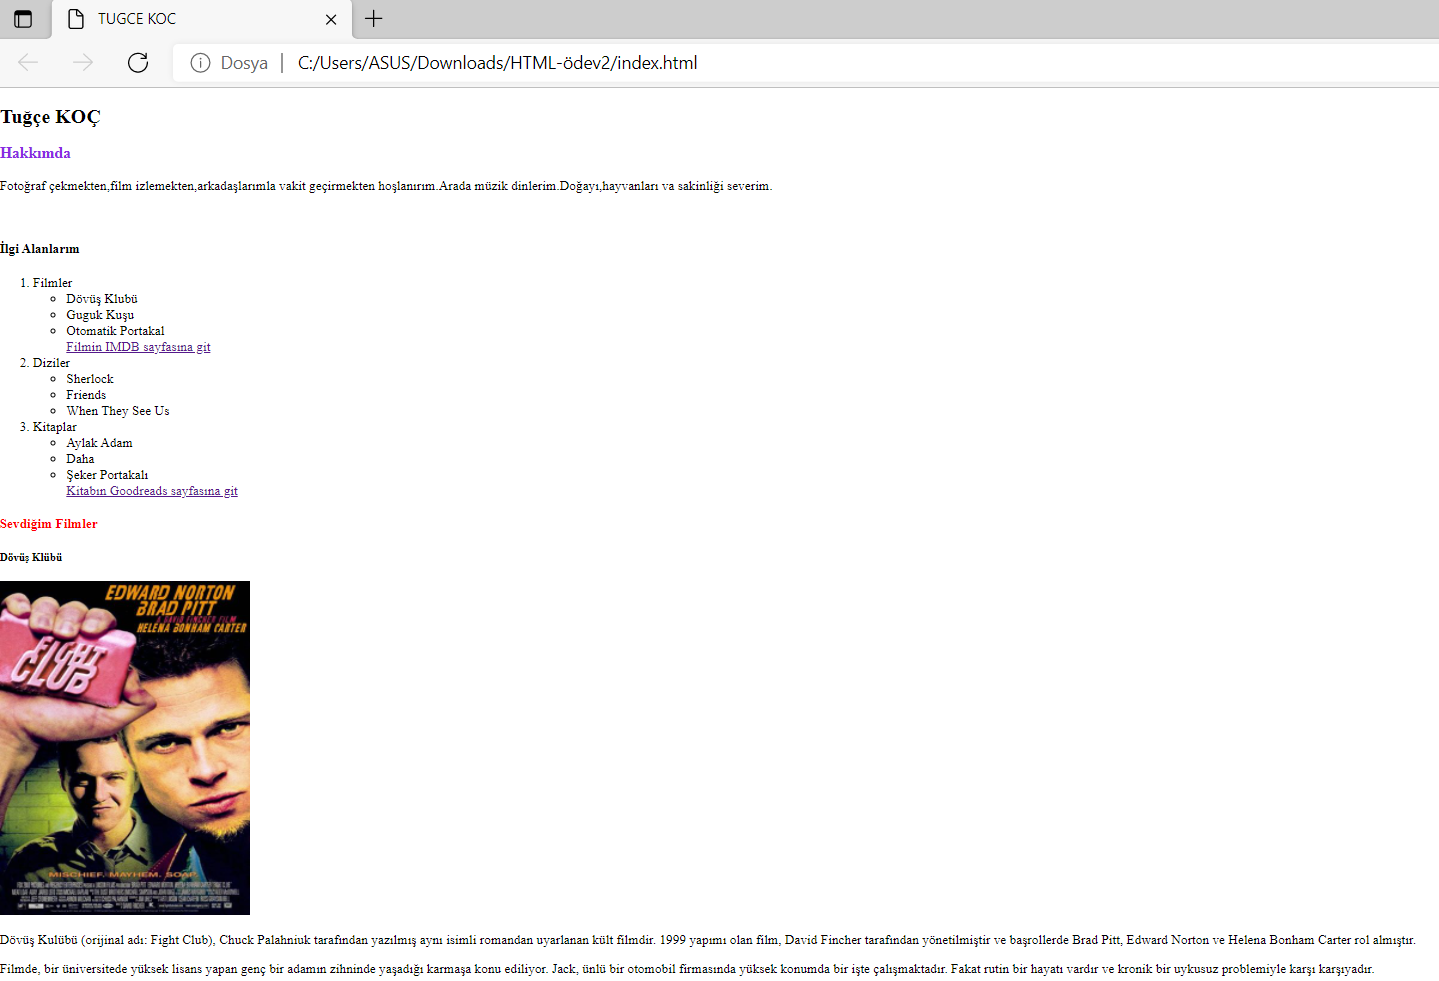 TUGCE KOC
Dosya | C:/Users/ASUS/Downloads/HTML-ödev2/index.html
Tuğçe KOÇ
Hakkımda
Fotoğraf çekmekten,film izlemekten,arkadaşlarımla vakit geçirmekten hoşlanırım.Arada müzik dinlerim.Doğayı,hayvanları va sakinliği severim.
İlgi Alanlarım
1. Filmler
Dövüş Klubü
Guguk Kuşu
Otomatik Portakal
Filmin IMDB sayfasına git
2. Diziler
Sherlock
Friends
When They See Us
3. Kitaplar
Aylak Adam
Daha
Şeker Portakalı
Kitabın Goodreads sayfasına git
Sevdiğim Filmler
Dövüş Klübü
EDWARD NORTON
BRAD PITT
A DAVID FINCHER FILM
HELENA BONHAM CARTER
FIGHT
CLUB
MISCHIEF. MAYHEM. SOAP.
Dövüş Kulübü (orijinal adı: Fight Club), Chuck Palahniuk tarafından yazılmış aynı isimli romandan uyarlanan kült filmdir. 1999 yapımı olan film, David Fincher tarafından yönetilmiştir ve başrollerde Brad Pitt, Edward Norton ve Helena Bonham Carter rol almıştır.
Filmde, bir üniversitede yüksek lisans yapan genç bir adamın zihninde yaşadığı karmaşa konu ediliyor. Jack, ünlü bir otomobil firmasında yüksek konumda bir işte çalışmaktadır. Fakat rutin bir hayatı vardır ve kronik bir uykusuz problemiyle karşı karşıyadır.